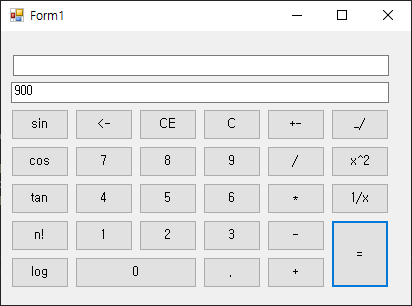 Form1
900
sin <- CE C +- _/
cos 7 8 9 / x^2
tan 4 5 6 * 1/x
n! 1 2 3 - =
log 0 . +